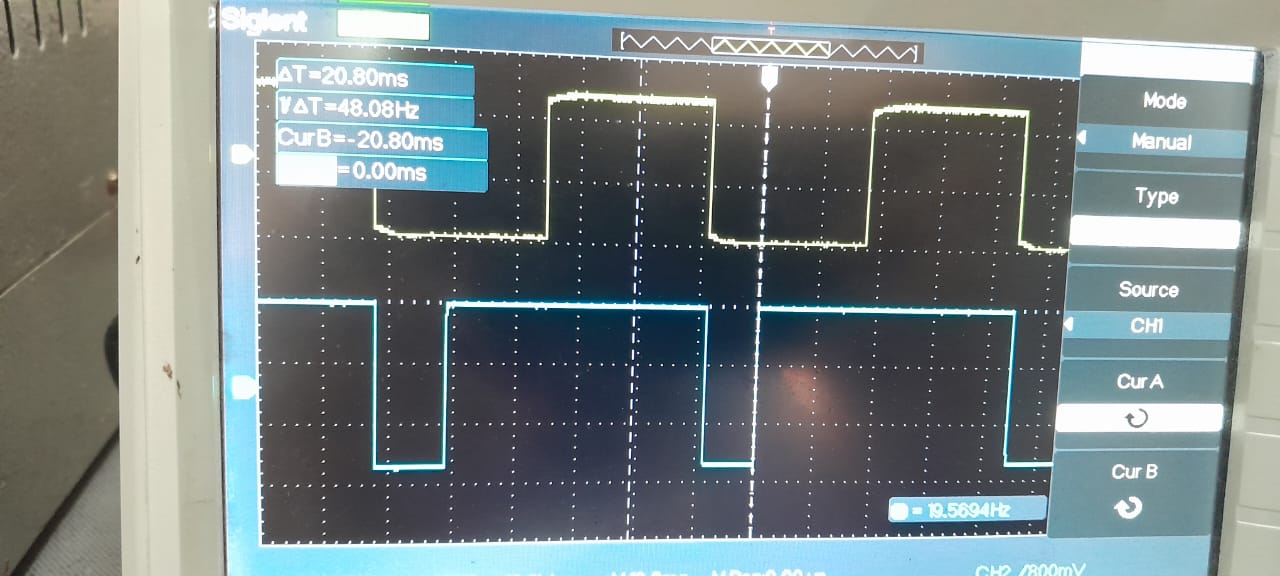 Siglent
T
ΔT=20.80ms
1/ΔT=48.08Hz
CurB=-20.80ms
=0.00ms
Mode
Manual
Type
Source
CH1
Cur A
Cur B
= 19.5694Hz
CH2 /800mV